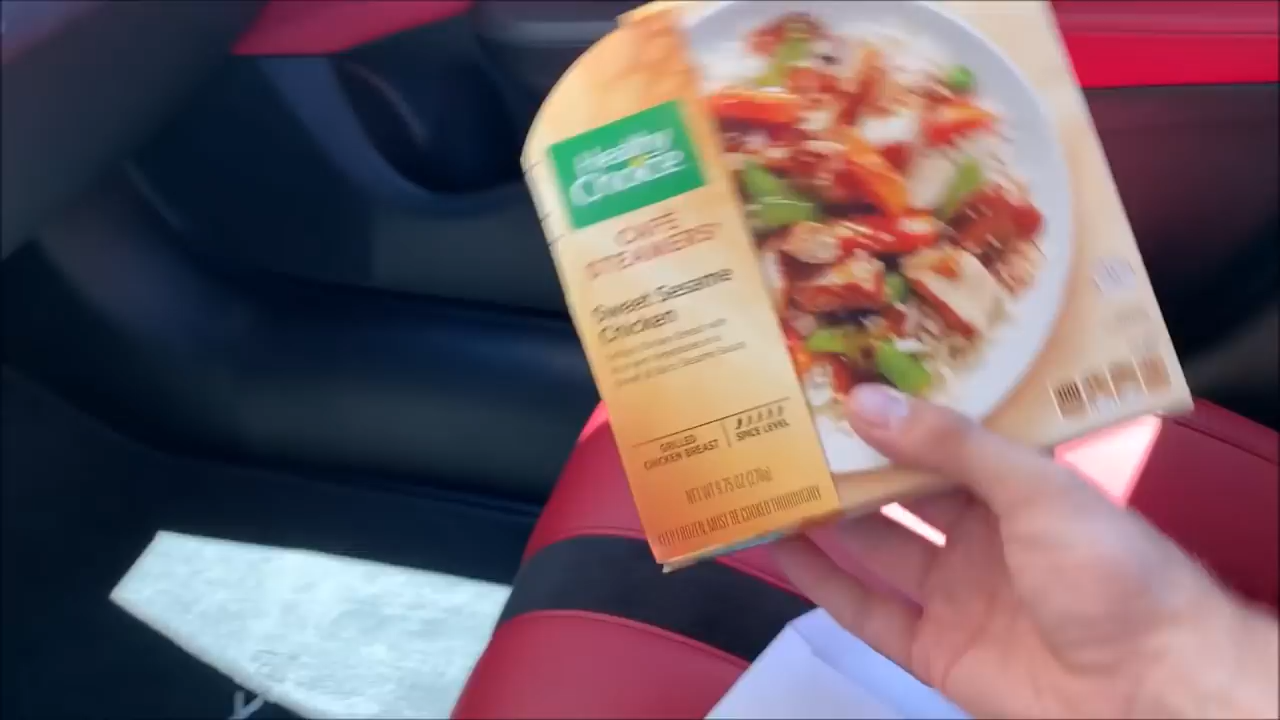 Healthy
Choice
CAFE
STEAMERS
Sweet Sesame
Chicken
GRILLED
CHICKEN BREAST
SPICE LEVEL
NET WT 9.75 OZ (276g)
KEEP FROZEN. MUST BE COOKED THOROUGHLY